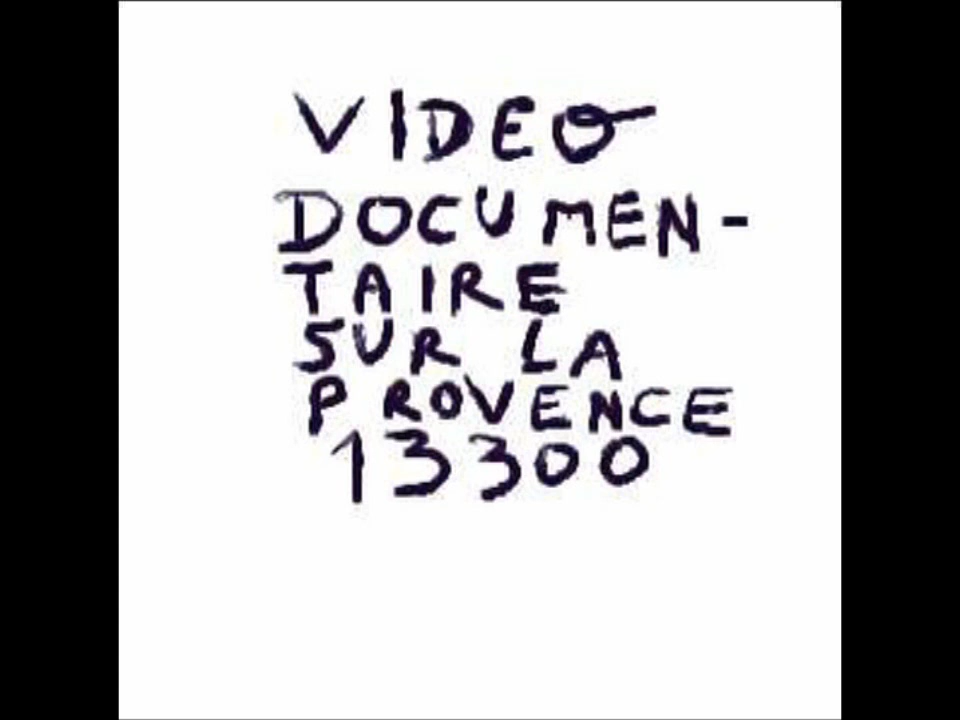 VIDEO
DOCUMEN-
TAIRE
SUR LA
PROVENCE
13300